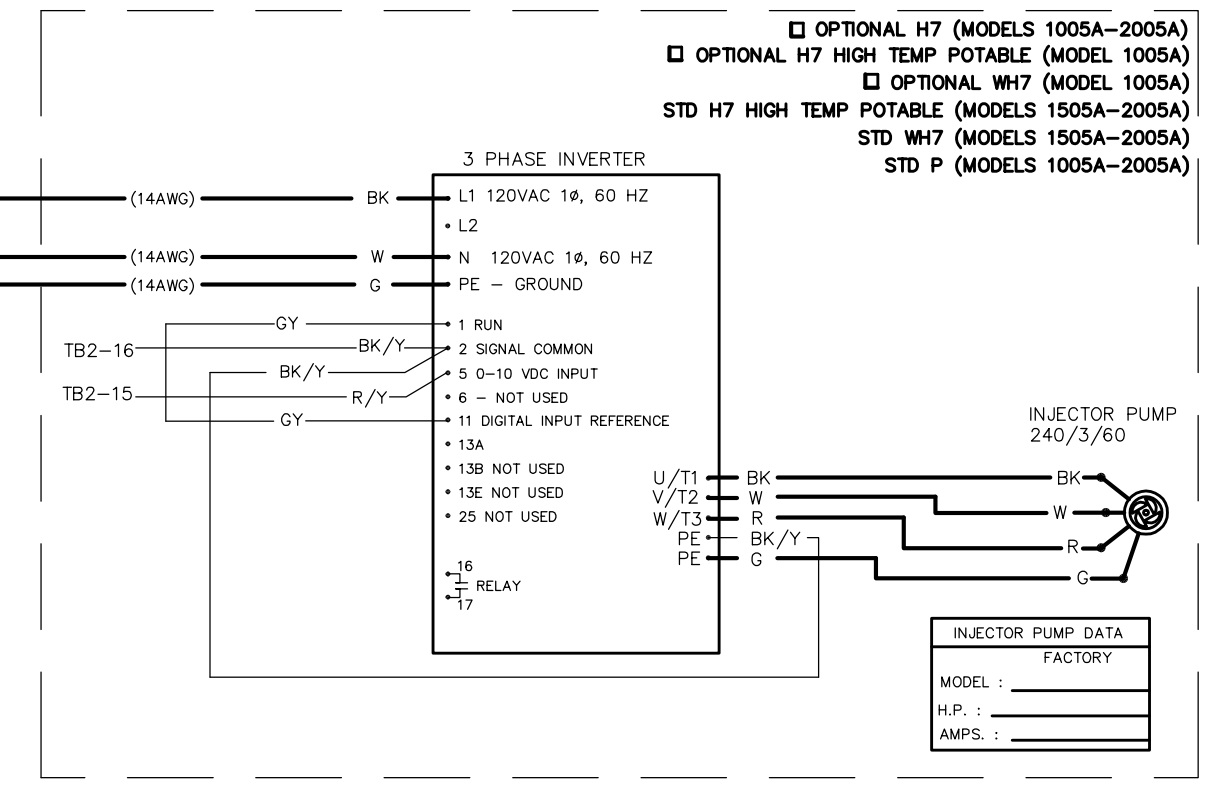 ☐ OPTIONAL H7 (MODELS 1005A-2005A)
☐ OPTIONAL H7 HIGH TEMP POTABLE (MODEL 1005A)
☐ OPTIONAL WH7 (MODEL 1005A)
STD H7 HIGH TEMP POTABLE (MODELS 1505A-2005A)
STD WH7 (MODELS 1505A-2005A)
STD P (MODELS 1005A-2005A)
3 PHASE INVERTER
(14AWG) BK L1 120VAC 1ø, 60 HZ
L2
(14AWG) W N 120VAC 1ø, 60 HZ
(14AWG) G PE - GROUND
GY 1 RUN
TB2-16 BK/Y 2 SIGNAL COMMON
BK/Y 5 0-10 VDC INPUT
TB2-15 R/Y 6 - NOT USED
GY 11 DIGITAL INPUT REFERENCE
13A
13B NOT USED
13E NOT USED
25 NOT USED
16
RELAY
17
U/T1 BK
V/T2 W
W/T3 R
PE BK/Y
PE G
INJECTOR PUMP
240/3/60
BK
W
R
G
INJECTOR PUMP DATA
FACTORY
MODEL :
H.P. :
AMPS. :